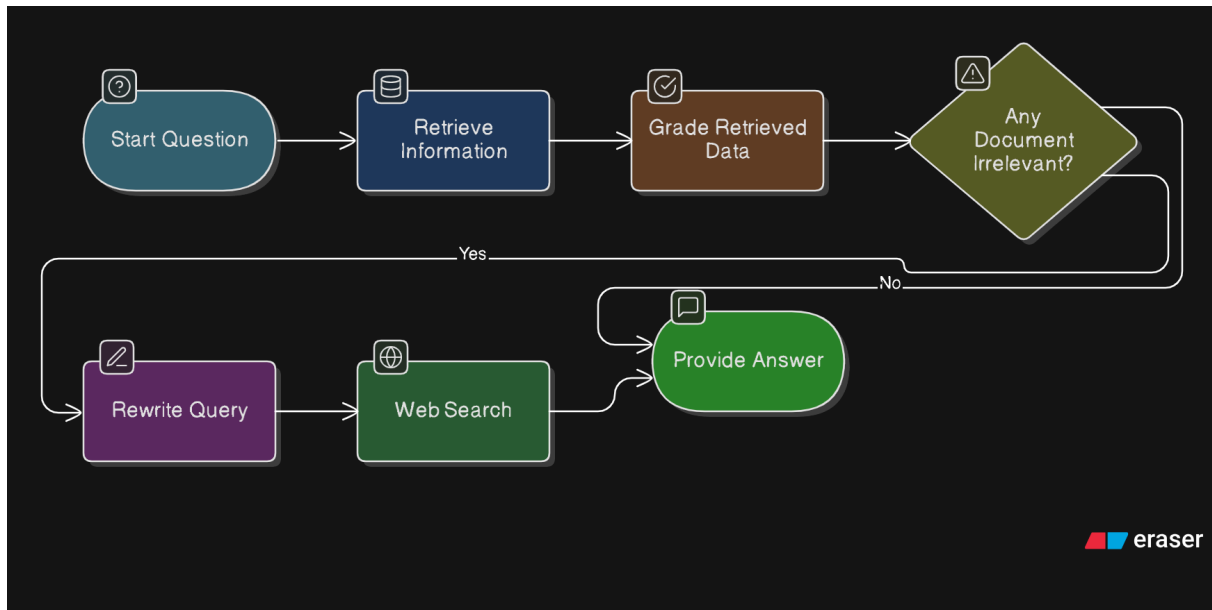 Start Question
Retrieve
Information
Grade Retrieved
Data
Any
Document
Irrelevant?
Yes
No
Provide Answer
Rewrite Query
Web Search
eraser